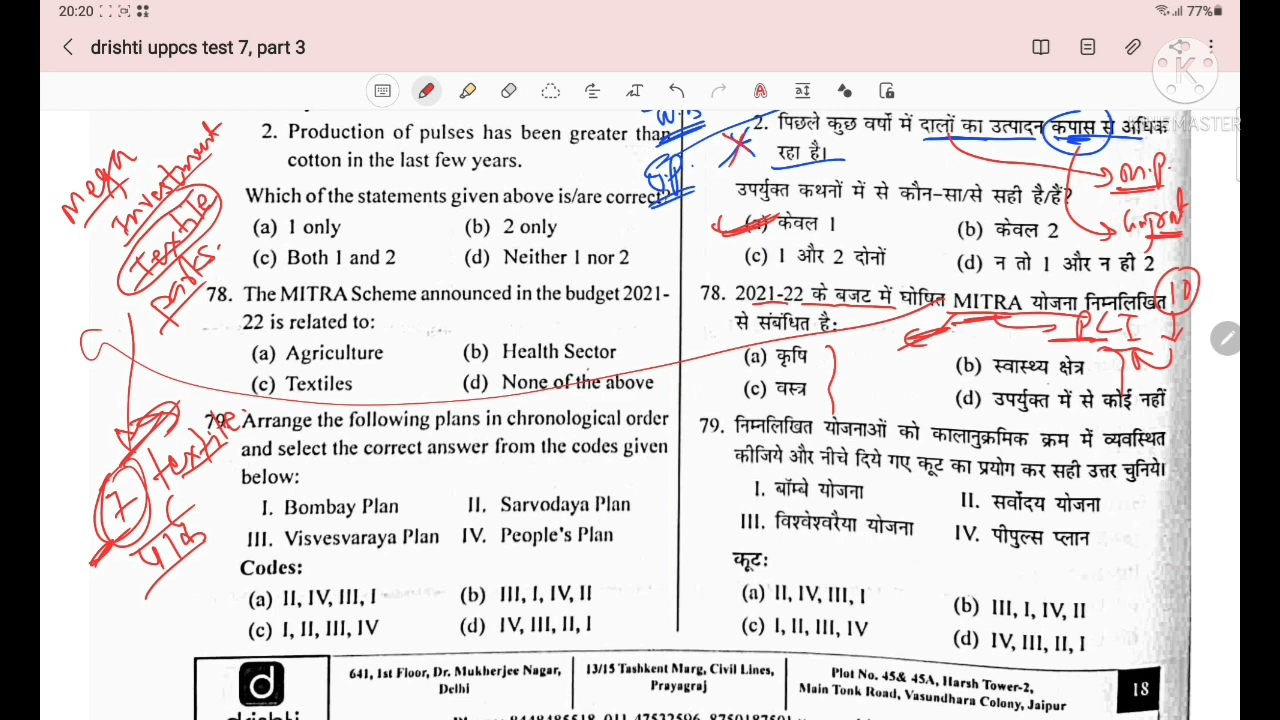 20:20
77%
drishti uppcs test 7, part 3
K
KINEMASTER
2. Production of pulses has been greater than
cotton in the last few years.
Which of the statements given above is/are correct?
(a) 1 only (b) 2 only
(c) Both 1 and 2 (d) Neither 1 nor 2
78. The MITRA Scheme announced in the budget 2021-
22 is related to:
(a) Agriculture (b) Health Sector
(c) Textiles (d) None of the above
79. Arrange the following plans in chronological order
and select the correct answer from the codes given
below:
I. Bombay Plan II. Sarvodaya Plan
III. Visvesvaraya Plan IV. People's Plan
Codes:
(a) II, IV, III, I (b) III, I, IV, II
(c) I, II, III, IV (d) IV, III, II, I
2. पिछले कुछ वर्षो में दालों का उत्पादन कपास से अधिक
रहा है।
उपर्युक्त कथनों में से कौन-सा/से सही है/हैं?
(a) केवल 1 (b) केवल 2
(c) 1 और 2 दोनों (d) न तो 1 और न ही 2
78. 2021-22 के बजट में घोषित MITRA योजना निम्नलिखित
से संबंधित है:
(a) कृषि (b) स्वास्थ्य क्षेत्र
(c) वस्त्र (d) उपर्युक्त में से कोई नहीं
79. निम्नलिखित योजनाओं को कालानुक्रमिक क्रम में व्यवस्थित
कीजिये और नीचे दिये गए कूट का प्रयोग कर सही उत्तर चुनिये।
I. बॉम्बे योजना II. सर्वोदय योजना
III. विश्वेश्वरैया योजना IV. पीपुल्स प्लान
कूट:
(a) II, IV, III, I (b) III, I, IV, II
(c) I, II, III, IV (d) IV, III, II, I
mega
investment
textile
parks
7 textile
पार्क
M.P.
Gujrat
10
PLI
d
drishti
641, 1st Floor, Dr. Mukherjee Nagar,
Delhi
13/15 Tashkent Marg, Civil Lines,
Prayagraj
Plot No. 45& 45A, Harsh Tower-2,
Main Tonk Road, Vasundhara Colony, Jaipur
18